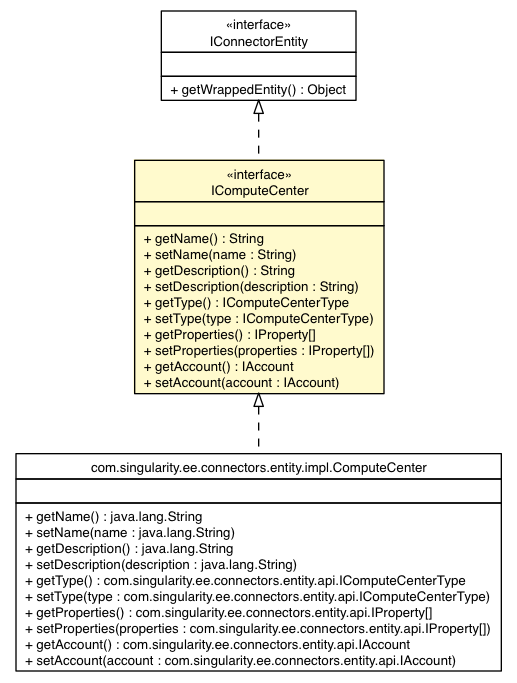 «interface»
IConnectorEntity
+ getWrappedEntity() : Object
«interface»
IComputeCenter
+ getName() : String
+ setName(name : String)
+ getDescription() : String
+ setDescription(description : String)
+ getType() : IComputeCenterType
+ setType(type : IComputeCenterType)
+ getProperties() : IProperty[]
+ setProperties(properties : IProperty[])
+ getAccount() : IAccount
+ setAccount(account : IAccount)
com.singularity.ee.connectors.entity.impl.ComputeCenter
+ getName() : java.lang.String
+ setName(name : java.lang.String)
+ getDescription() : java.lang.String
+ setDescription(description : java.lang.String)
+ getType() : com.singularity.ee.connectors.entity.api.IComputeCenterType
+ setType(type : com.singularity.ee.connectors.entity.api.IComputeCenterType)
+ getProperties() : com.singularity.ee.connectors.entity.api.IProperty[]
+ setProperties(properties : com.singularity.ee.connectors.entity.api.IProperty[])
+ getAccount() : com.singularity.ee.connectors.entity.api.IAccount
+ setAccount(account : com.singularity.ee.connectors.entity.api.IAccount)